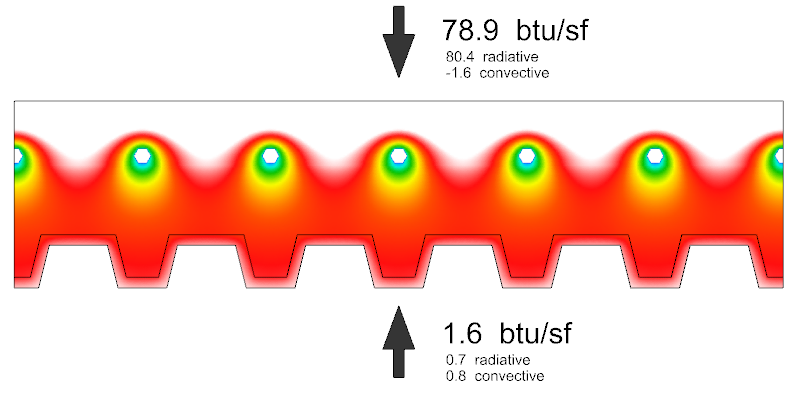 78.9 btu/sf
80.4 radiative
-1.6 convective
1.6 btu/sf
0.7 radiative
0.8 convective